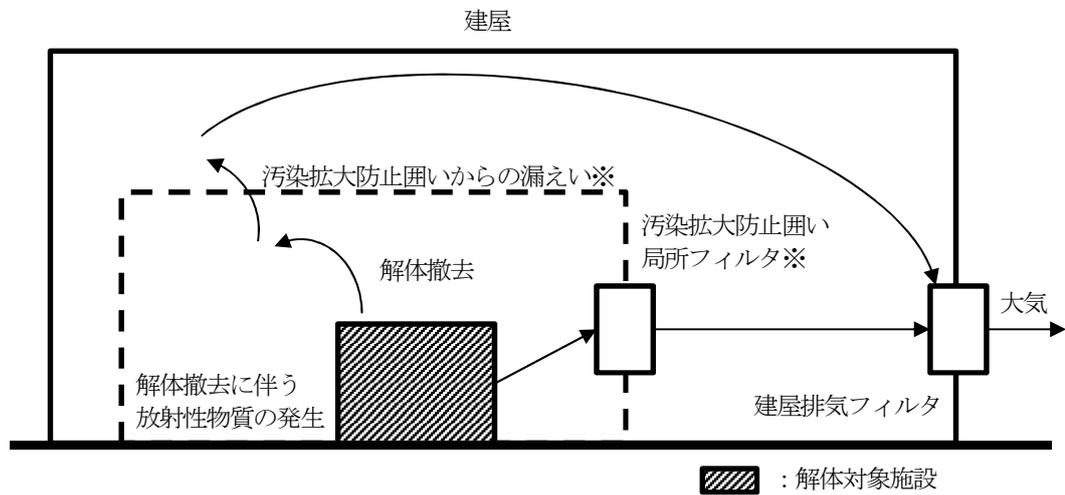 建屋
汚染拡大防止囲いからの漏えい※
汚染拡大防止囲い
局所フィルタ※
解体撤去
大気
解体撤去に伴う
放射性物質の発生
建屋排気フィルタ
：解体対象施設